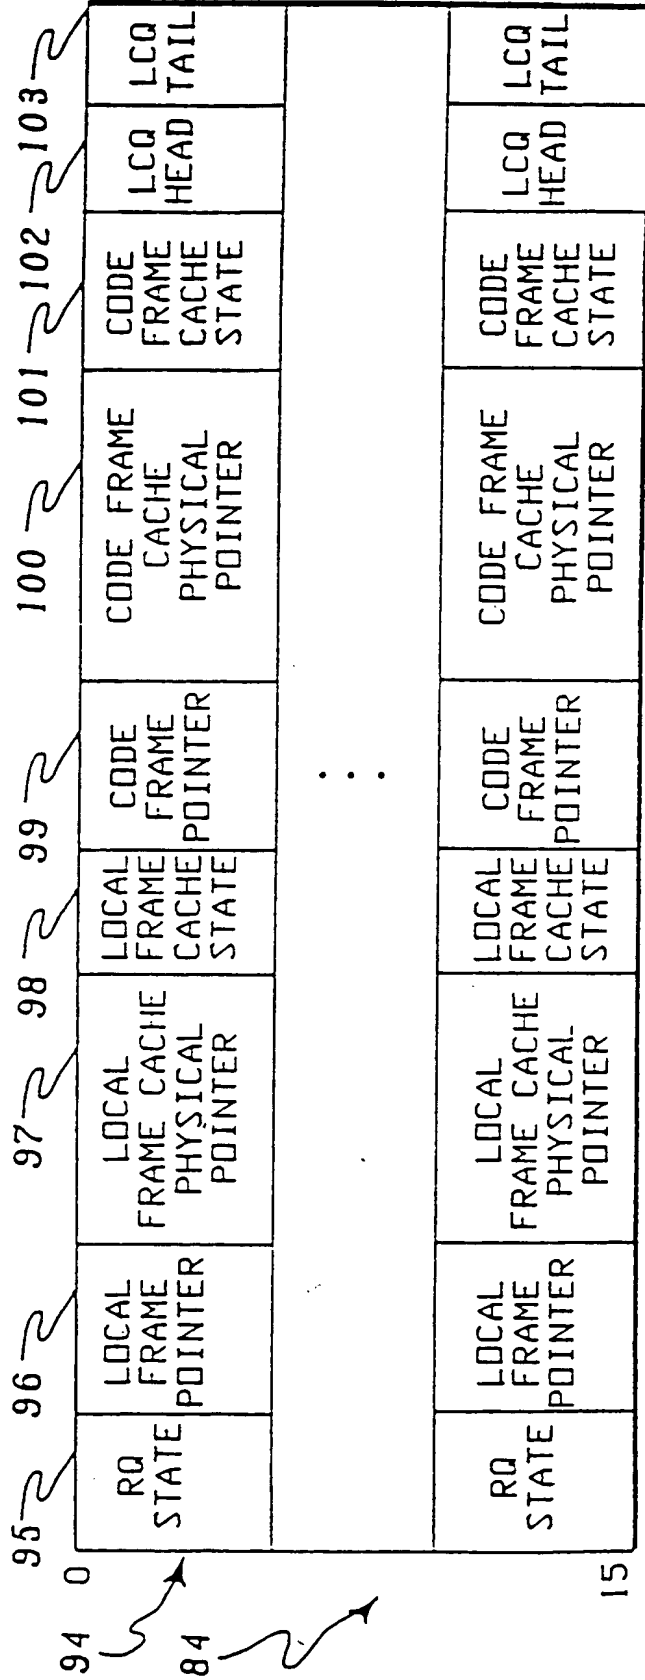 95 96 97 98 99 100 101 102 103
94
84
0
RQ
STATE
LOCAL
FRAME
POINTER
LOCAL
FRAME CACHE
PHYSICAL
POINTER
LOCAL
FRAME
CACHE
STATE
CODE
FRAME
POINTER
CODE FRAME
CACHE
PHYSICAL
POINTER
CODE
FRAME
CACHE
STATE
LCQ
HEAD
LCQ
TAIL
...
15
RQ
STATE
LOCAL
FRAME
POINTER
LOCAL
FRAME CACHE
PHYSICAL
POINTER
LOCAL
FRAME
CACHE
STATE
CODE
FRAME
POINTER
CODE FRAME
CACHE
PHYSICAL
POINTER
CODE
FRAME
CACHE
STATE
LCQ
HEAD
LCQ
TAIL